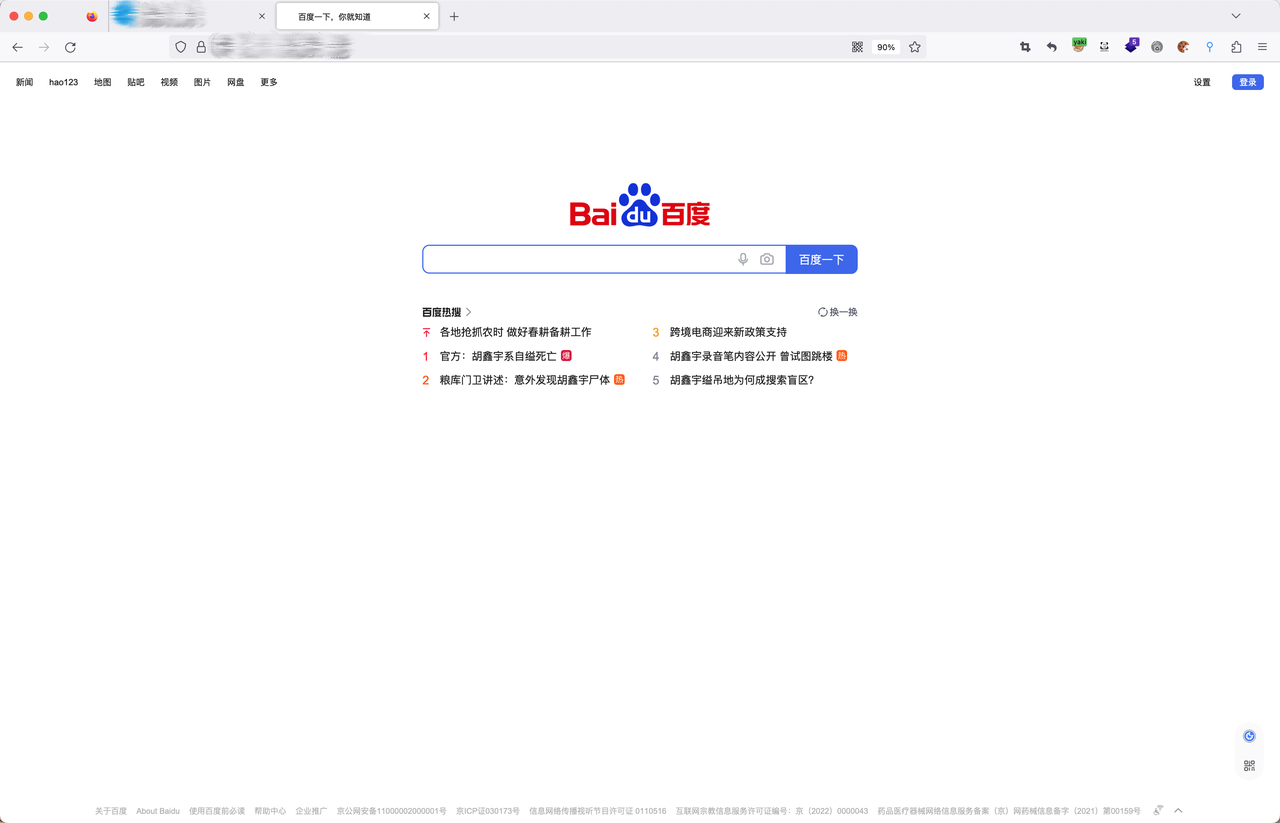 百度一下，你就知道
90%
yaki
5
新闻 hao123 地图 贴吧 视频 图片 网盘 更多 设置 登录
Bai du 百度
百度一下
百度热搜 换一换
各地抢抓农时 做好春耕备耕工作
1 官方：胡鑫宇系自缢死亡 爆
2 粮库门卫讲述：意外发现胡鑫宇尸体 热
3 跨境电商迎来新政策支持
4 胡鑫宇录音笔内容公开 曾试图跳楼 热
5 胡鑫宇缢吊地为何成搜索盲区?
关于百度 About Baidu 使用百度前必读 帮助中心 企业推广 京公网安备11000002000001号 京ICP证030173号 信息网络传播视听节目许可证 0110516 互联网宗教信息服务许可证编号：京（2022）0000043 药品医疗器械网络信息服务备案（京）网药械信息备字（2021）第00159号